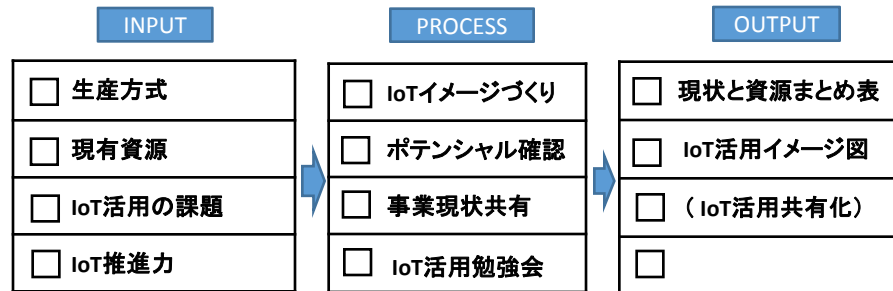 INPUT
PROCESS
OUTPUT
生産方式
現有資源
IoT活用の課題
IoT推進力
IoTイメージづくり
ポテンシャル確認
事業現状共有
IoT活用勉強会
現状と資源まとめ表
IoT活用イメージ図
（ IoT活用共有化）